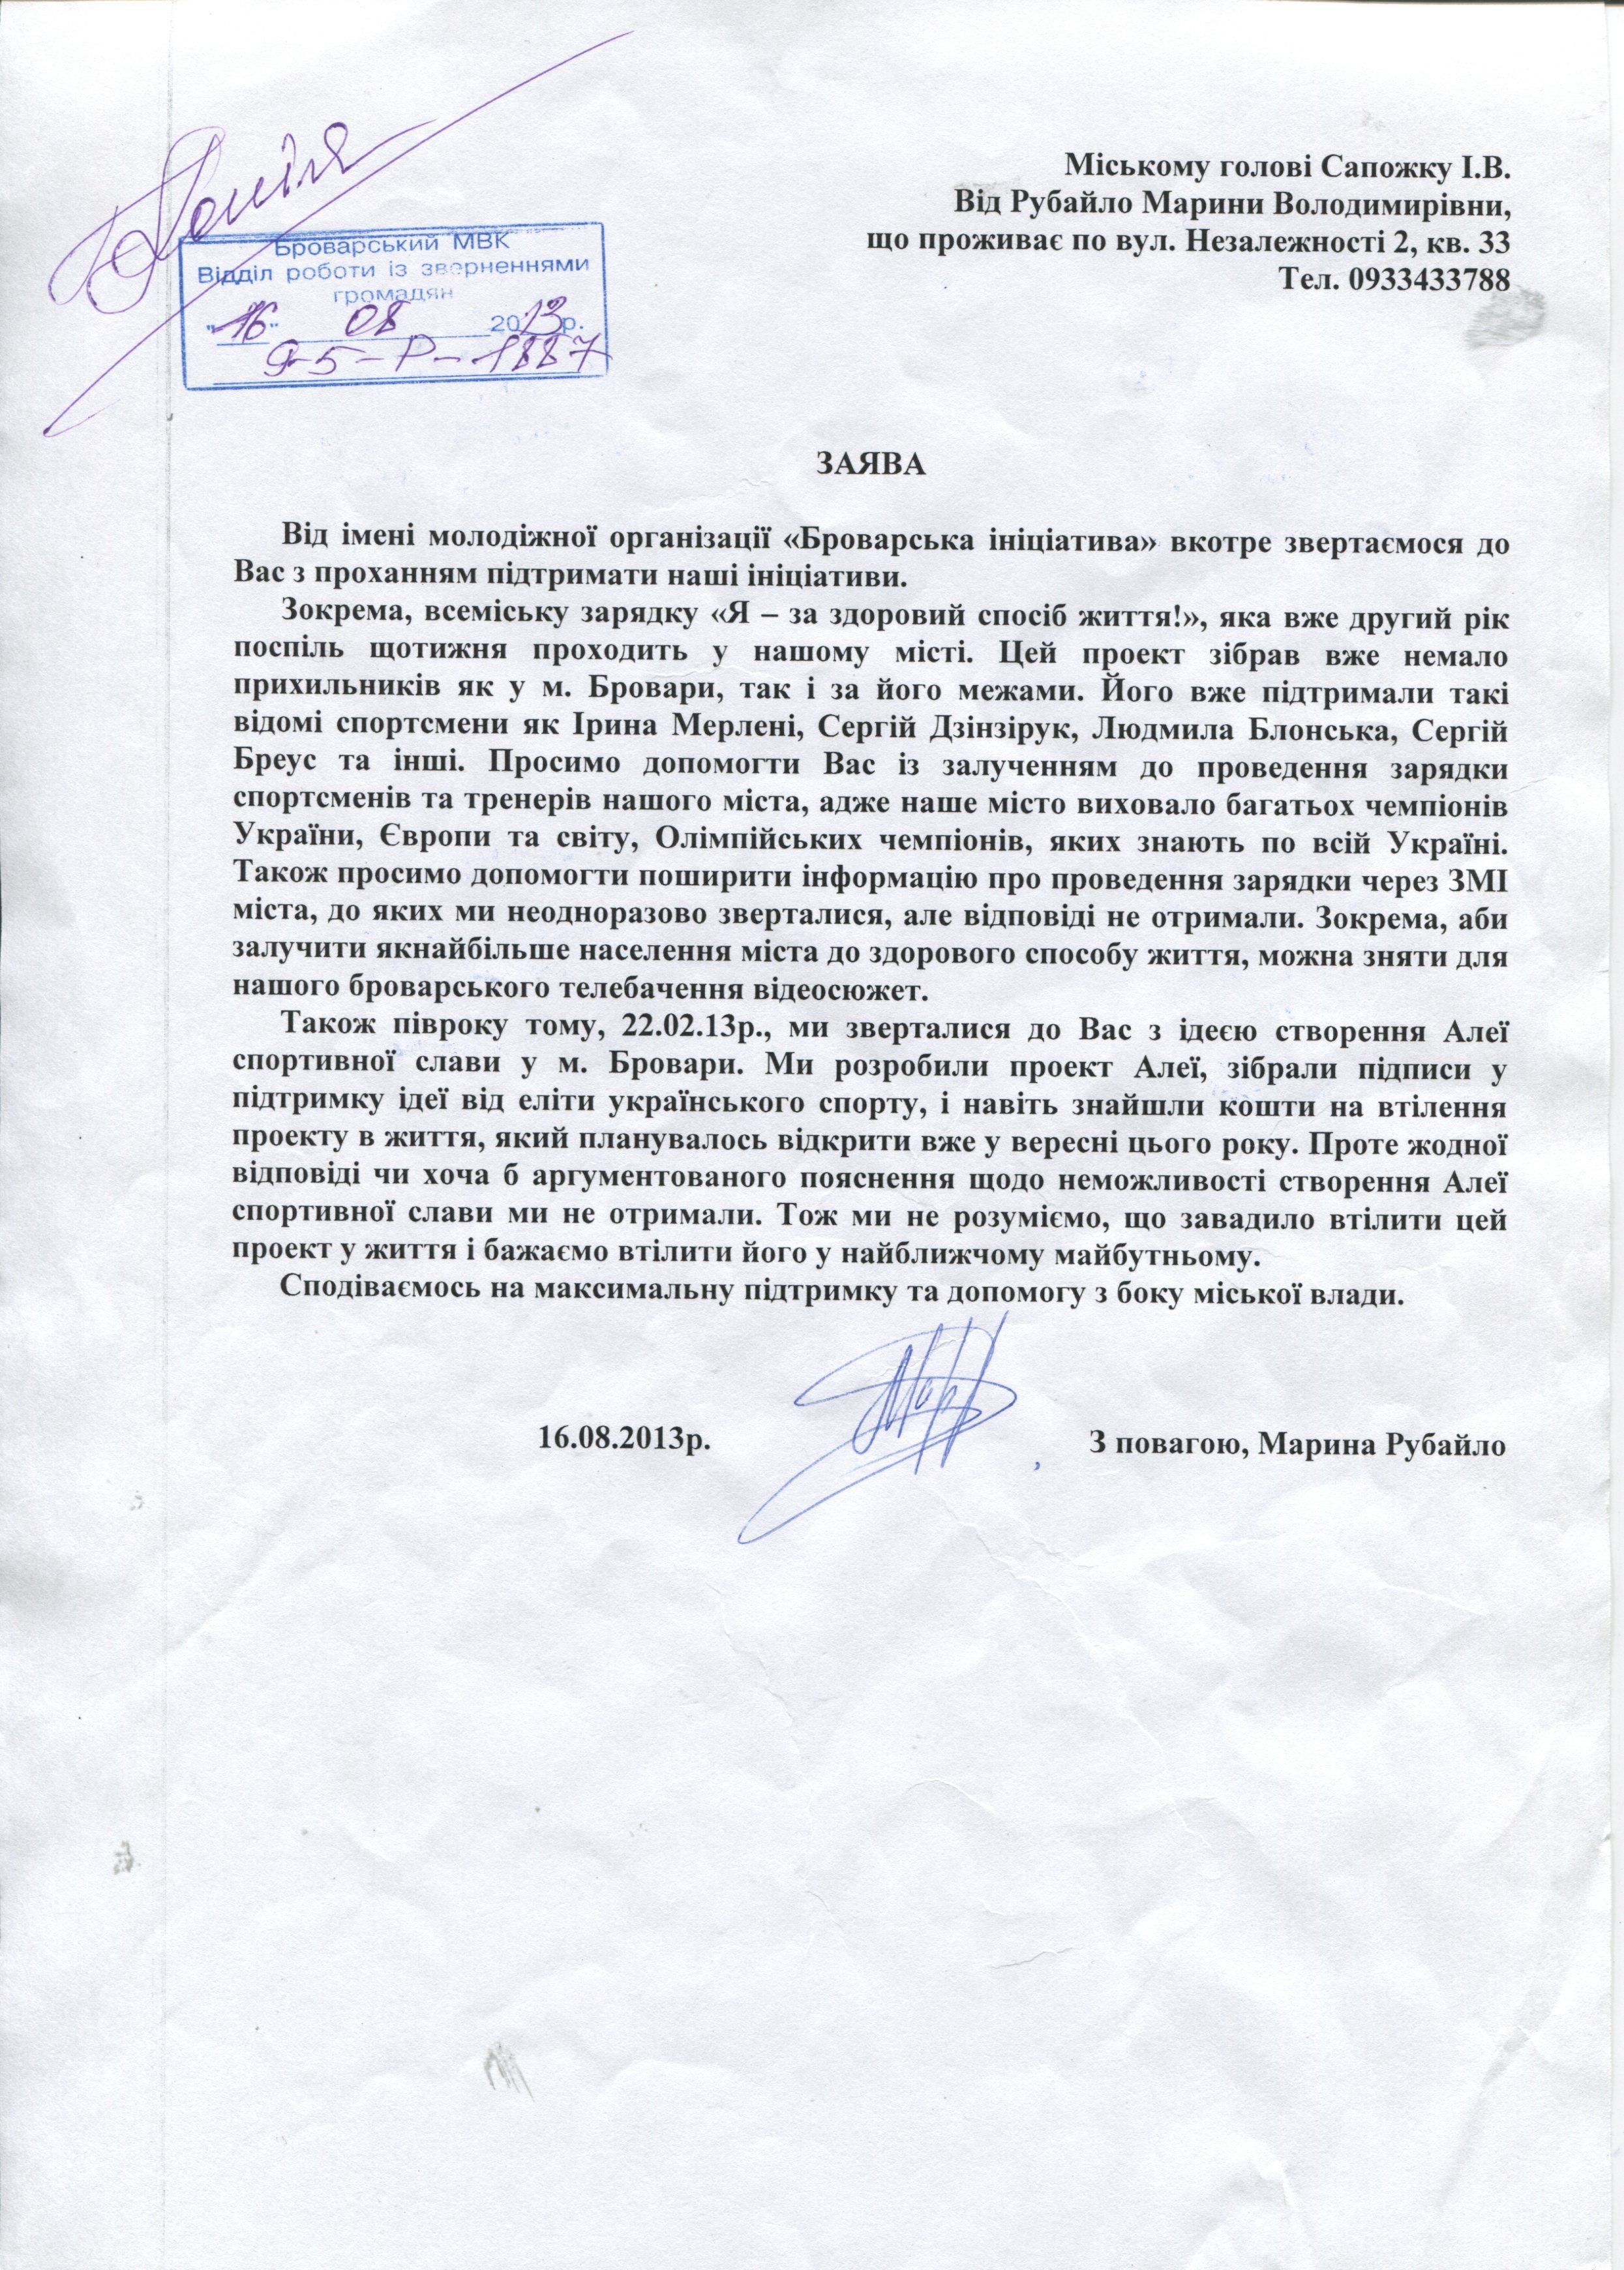 Копія
Міському голові Сапожку І.В.
Від Рубайло Марини Володимирівни,
що проживає по вул. Незалежності 2, кв. 33
Тел. 0933433788
Броварський МВК
Відділ роботи із зверненнями
громадян
"16" 08 2013р.
9-5-Р-1887
ЗАЯВА
Від імені молодіжної організації «Броварська ініціатива» вкотре звертаємося до
Вас з проханням підтримати наші ініціативи.
Зокрема, всеміську зарядку «Я – за здоровий спосіб життя!», яка вже другий рік
поспіль щотижня проходить у нашому місті. Цей проект зібрав вже немало
прихильників як у м. Бровари, так і за його межами. Його вже підтримали такі
відомі спортсмени як Ірина Мерлені, Сергій Дзінзірук, Людмила Блонська, Сергій
Бреус та інші. Просимо допомогти Вас із залученням до проведення зарядки
спортсменів та тренерів нашого міста, адже наше місто виховало багатьох чемпіонів
України, Європи та світу, Олімпійських чемпіонів, яких знають по всій Україні.
Також просимо допомогти поширити інформацію про проведення зарядки через ЗМІ
міста, до яких ми неодноразово зверталися, але відповіді не отримали. Зокрема, аби
залучити якнайбільше населення міста до здорового способу життя, можна зняти для
нашого броварського телебачення відеосюжет.
Також півроку тому, 22.02.13р., ми зверталися до Вас з ідеєю створення Алеї
спортивної слави у м. Бровари. Ми розробили проект Алеї, зібрали підписи у
підтримку ідеї від еліти українського спорту, і навіть знайшли кошти на втілення
проекту в життя, який планувалось відкрити вже у вересні цього року. Проте жодної
відповіді чи хоча б аргументованого пояснення щодо неможливості створення Алеї
спортивної слави ми не отримали. Тож ми не розуміємо, що завадило втілити цей
проект у життя і бажаємо втілити його у найближчому майбутньому.
Сподіваємось на максимальну підтримку та допомогу з боку міської влади.
16.08.2013р.
З повагою, Марина Рубайло